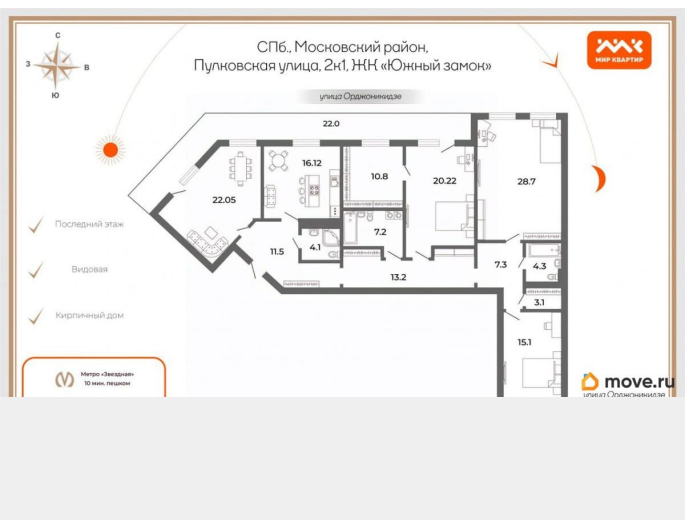 С
З
В
Ю
СПб., Московский район,
Пулковская улица, 2к1, ЖК «Южный замок»
МИР КВАРТИР
улица Орджоникидзе
22.0
16.12
10.8
20.22
28.7
22.05
7.2
11.5
4.1
7.3
4.3
13.2
3.1
15.1
Последний этаж
Видовая
Кирпичный дом
Метро «Звездная»
10 мин. пешком
move.ru
улица Орджоникидзе